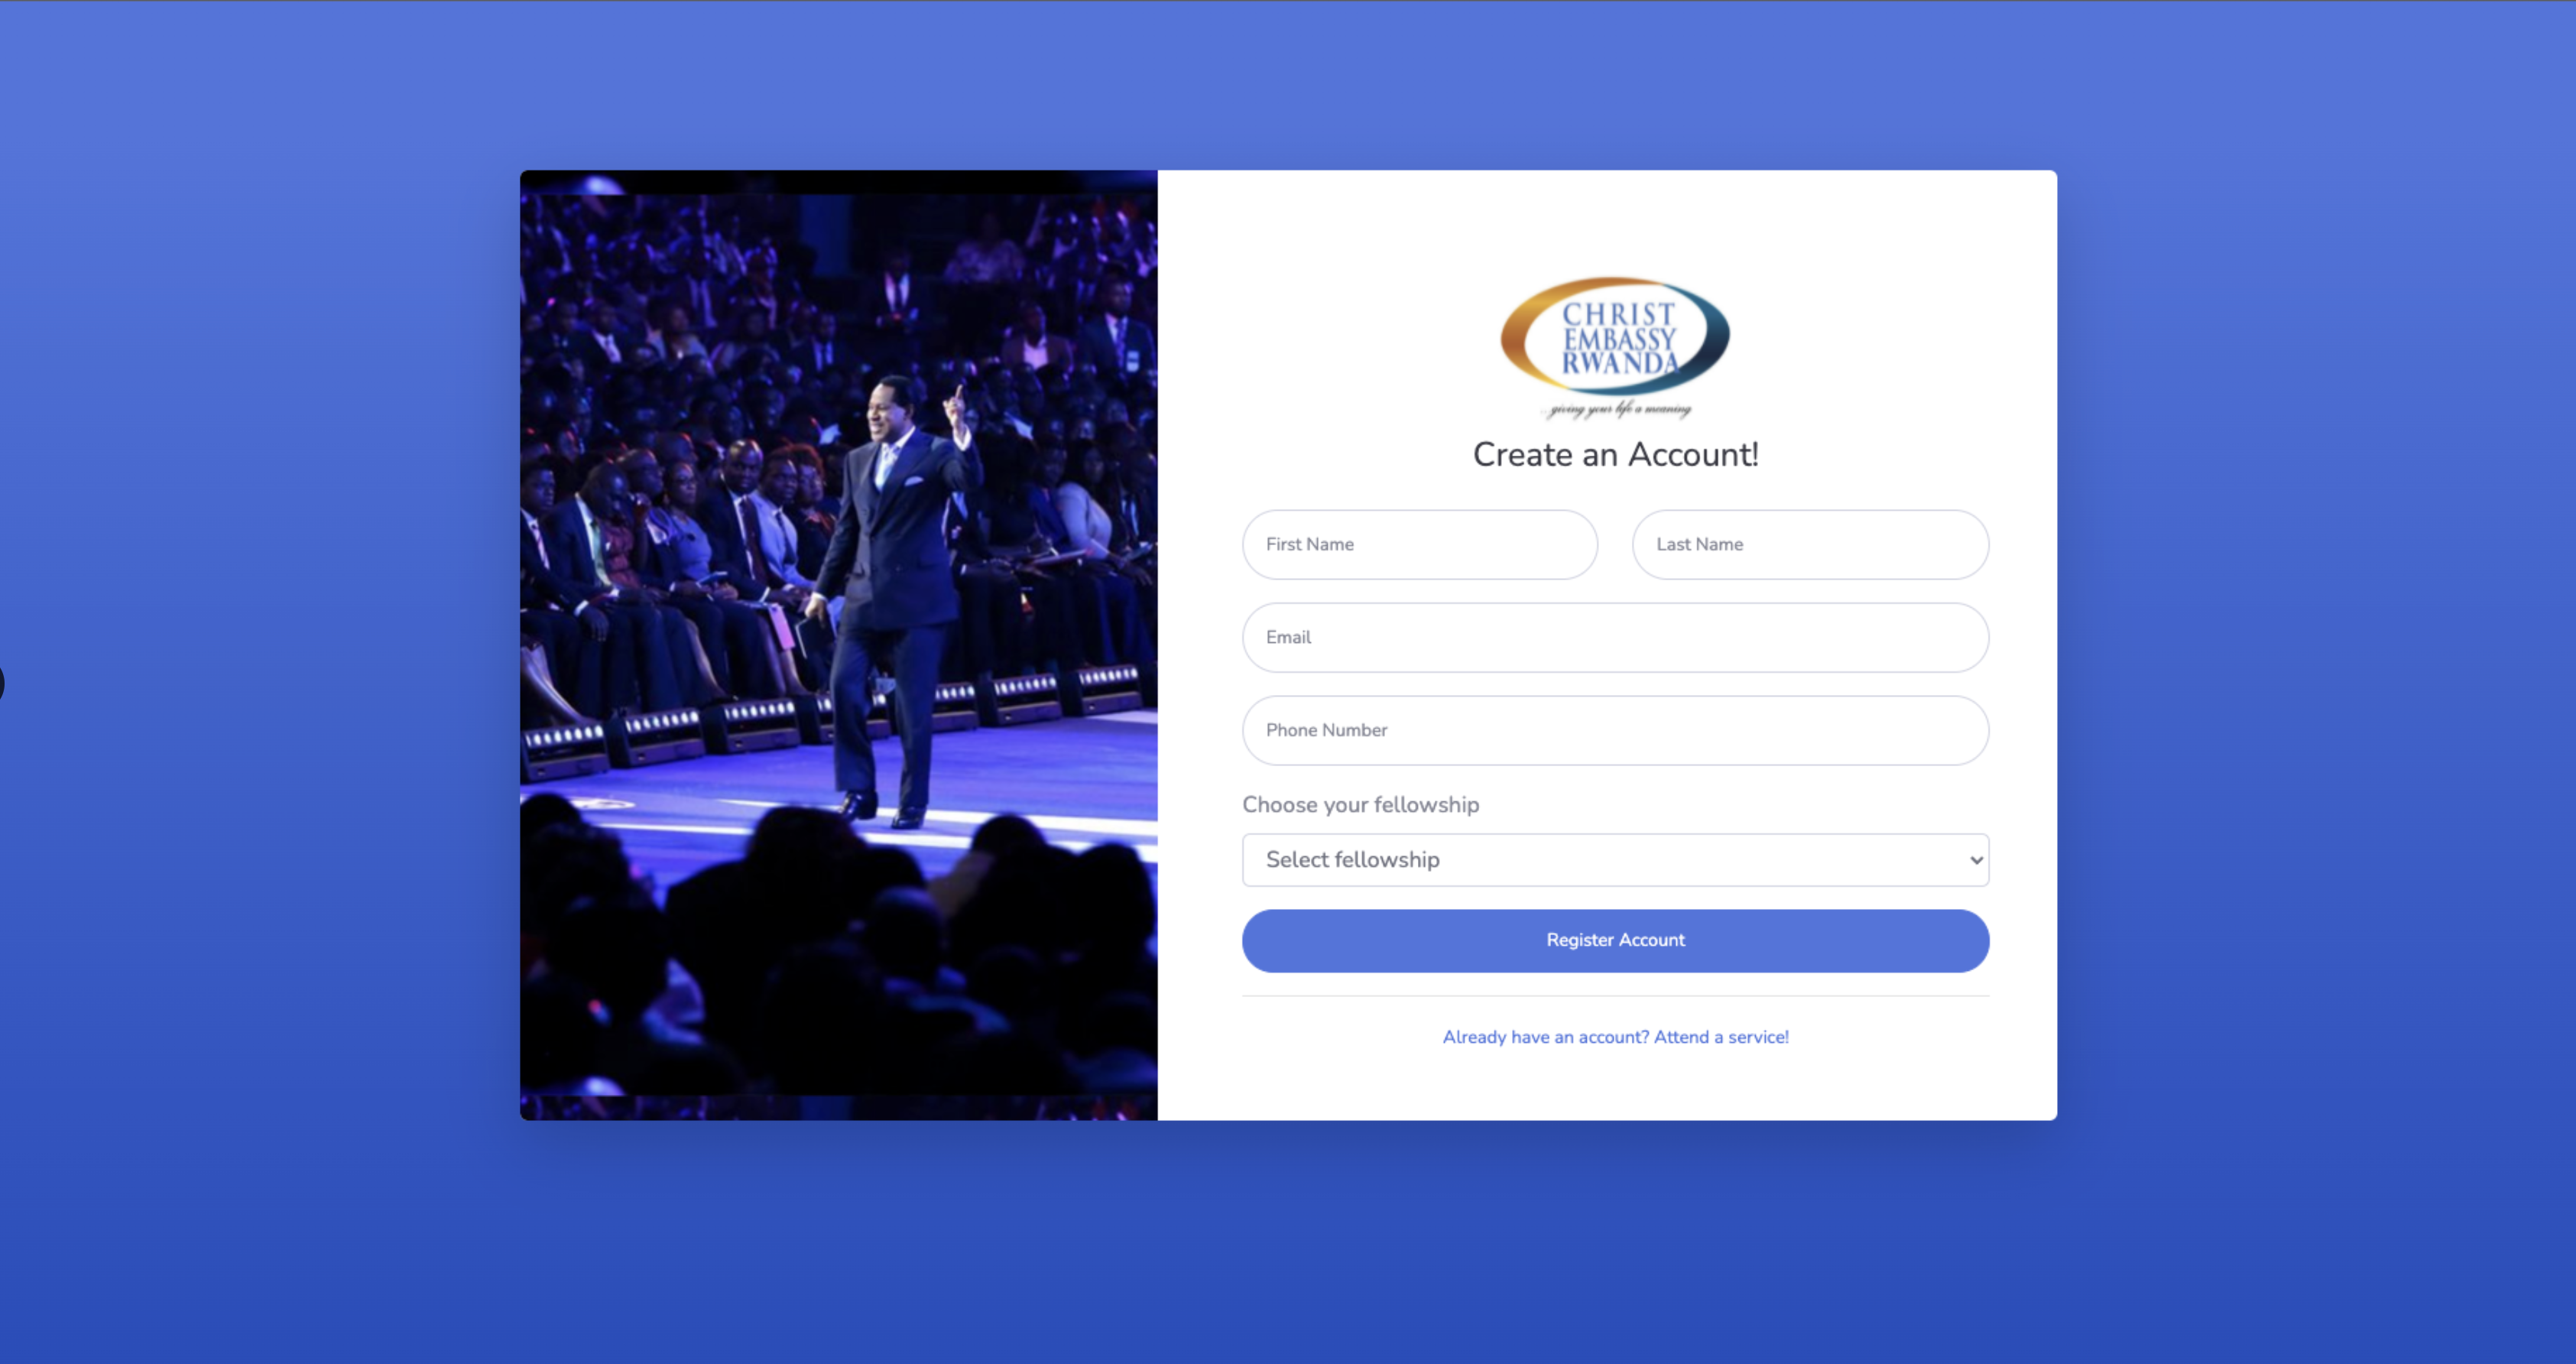 CHRIST
EMBASSY
RWANDA
...giving your life a meaning
Create an Account!
First Name
Last Name
Email
Phone Number
Choose your fellowship
Select fellowship
Register Account
Already have an account? Attend a service!